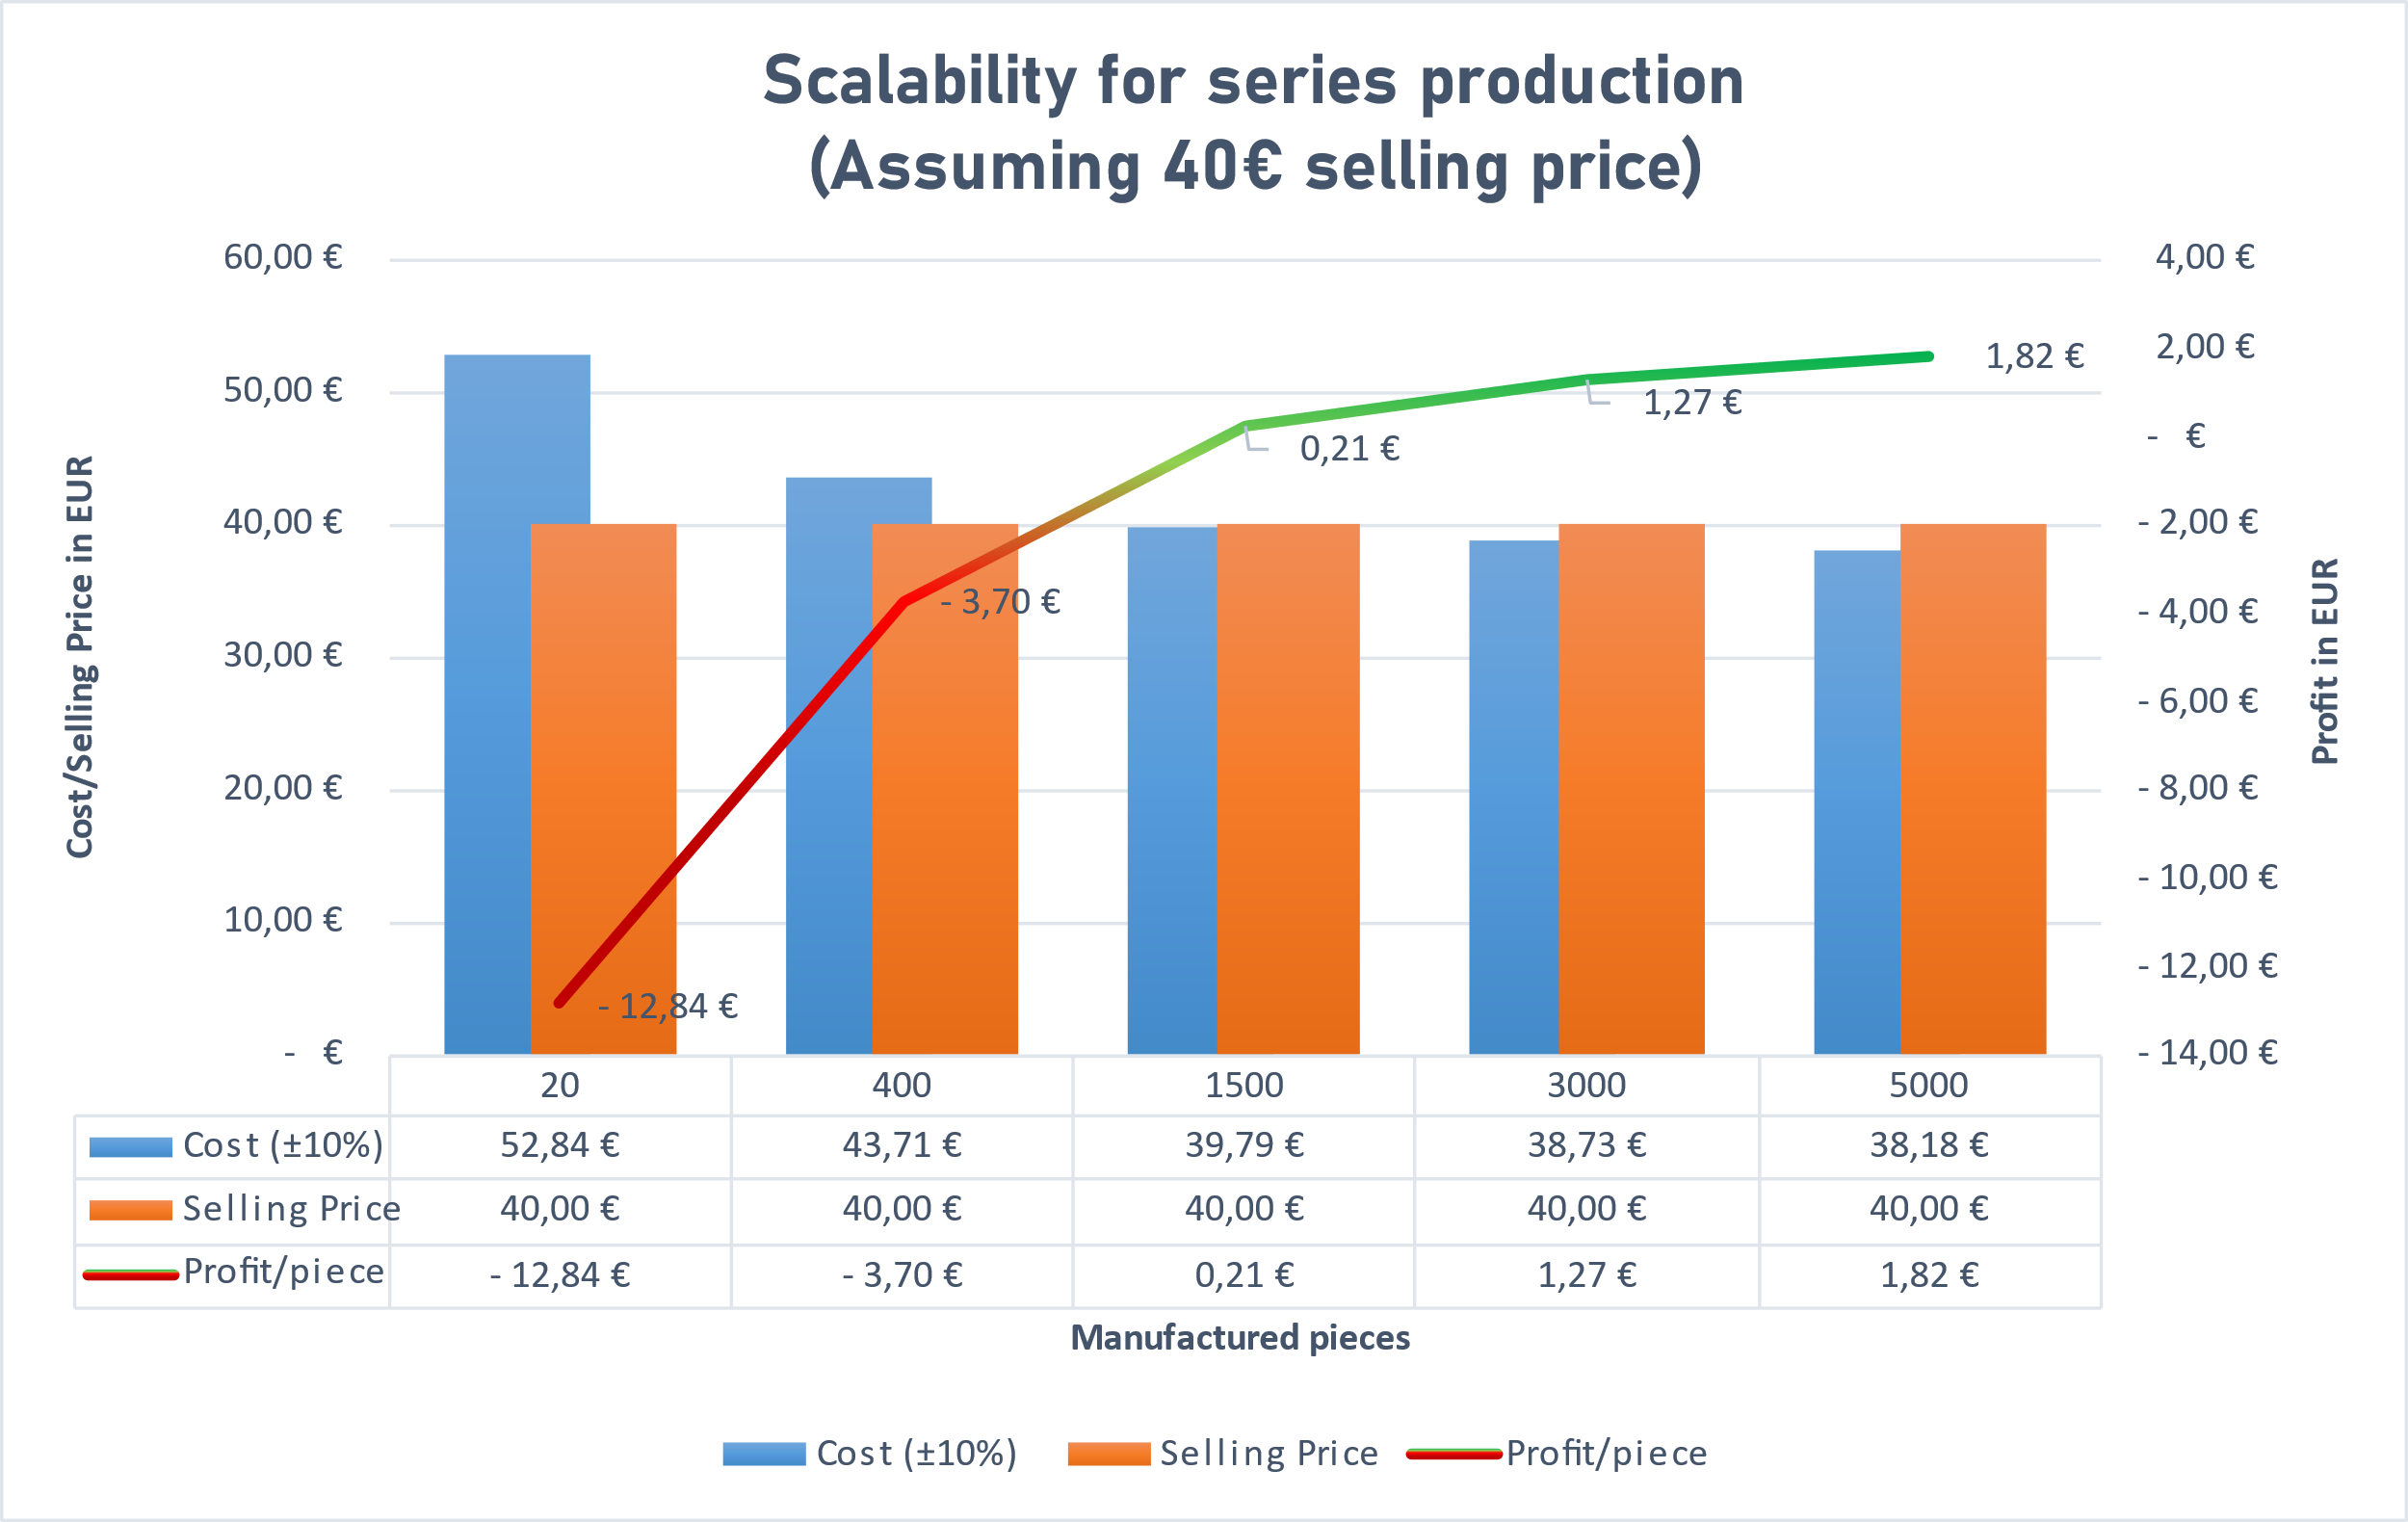 Scalability for series production
(Assuming 40€ selling price)
Cost/Selling Price in EUR
60,00 €
50,00 €
40,00 €
30,00 €
20,00 €
10,00 €
- €
4,00 €
2,00 €
- €
- 2,00 €
- 4,00 €
- 6,00 €
- 8,00 €
- 10,00 €
- 12,00 €
- 14,00 €
Profit in EUR
- 12,84 €
- 3,70 €
0,21 €
1,27 €
1,82 €
20 400 1500 3000 5000
Cost (±10%) 52,84 € 43,71 € 39,79 € 38,73 € 38,18 €
Selling Price 40,00 € 40,00 € 40,00 € 40,00 € 40,00 €
Profit/piece - 12,84 € - 3,70 € 0,21 € 1,27 € 1,82 €
Manufactured pieces
Cost (±10%) Selling Price Profit/piece